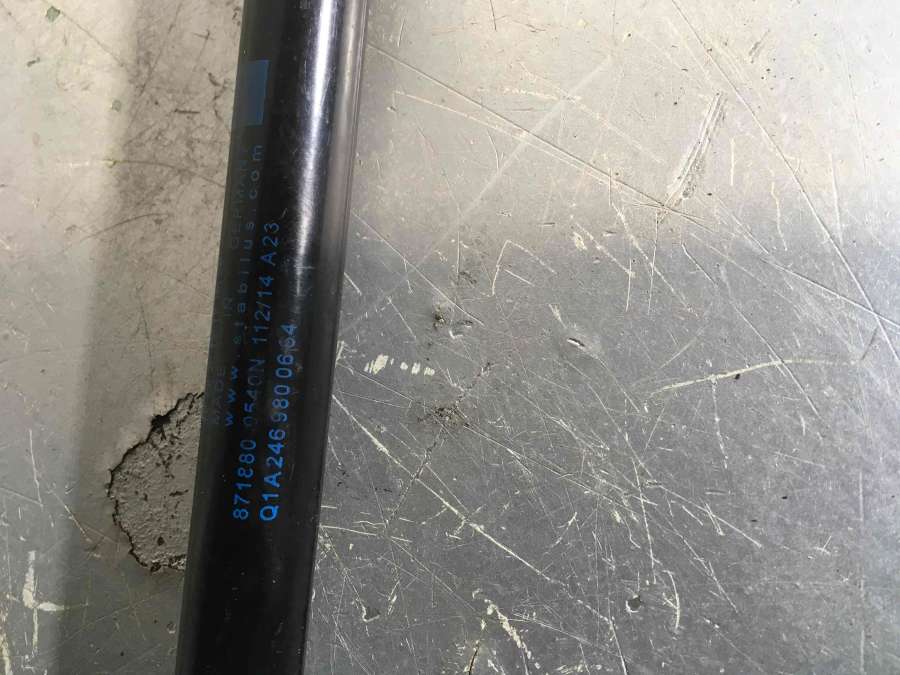 MADE IN GERMANY
www.stabilus.com
871880 0540N 112/14 A23
Q1A2469800664